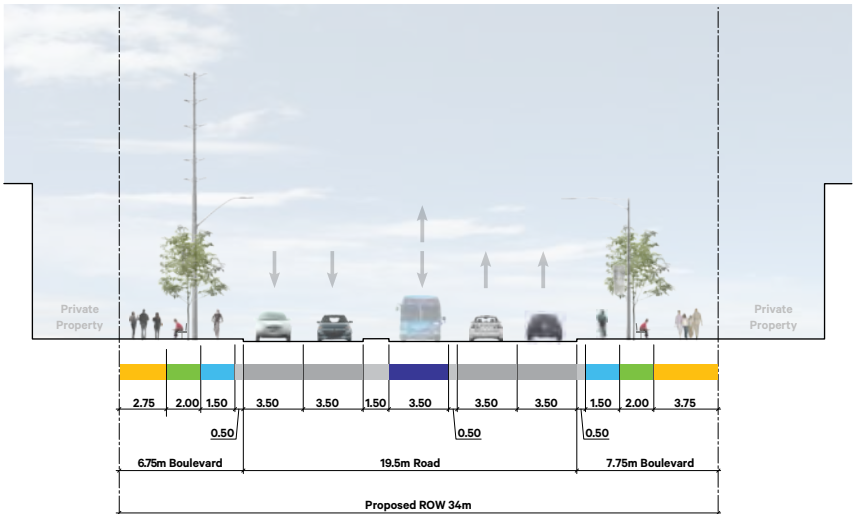 Private
Property
Private
Property
2.75 2.00 1.50 3.50 3.50 1.50 3.50 3.50 3.50 1.50 2.00 3.75
0.50 0.50 0.50
6.75m Boulevard 19.5m Road 7.75m Boulevard
Proposed ROW 34m